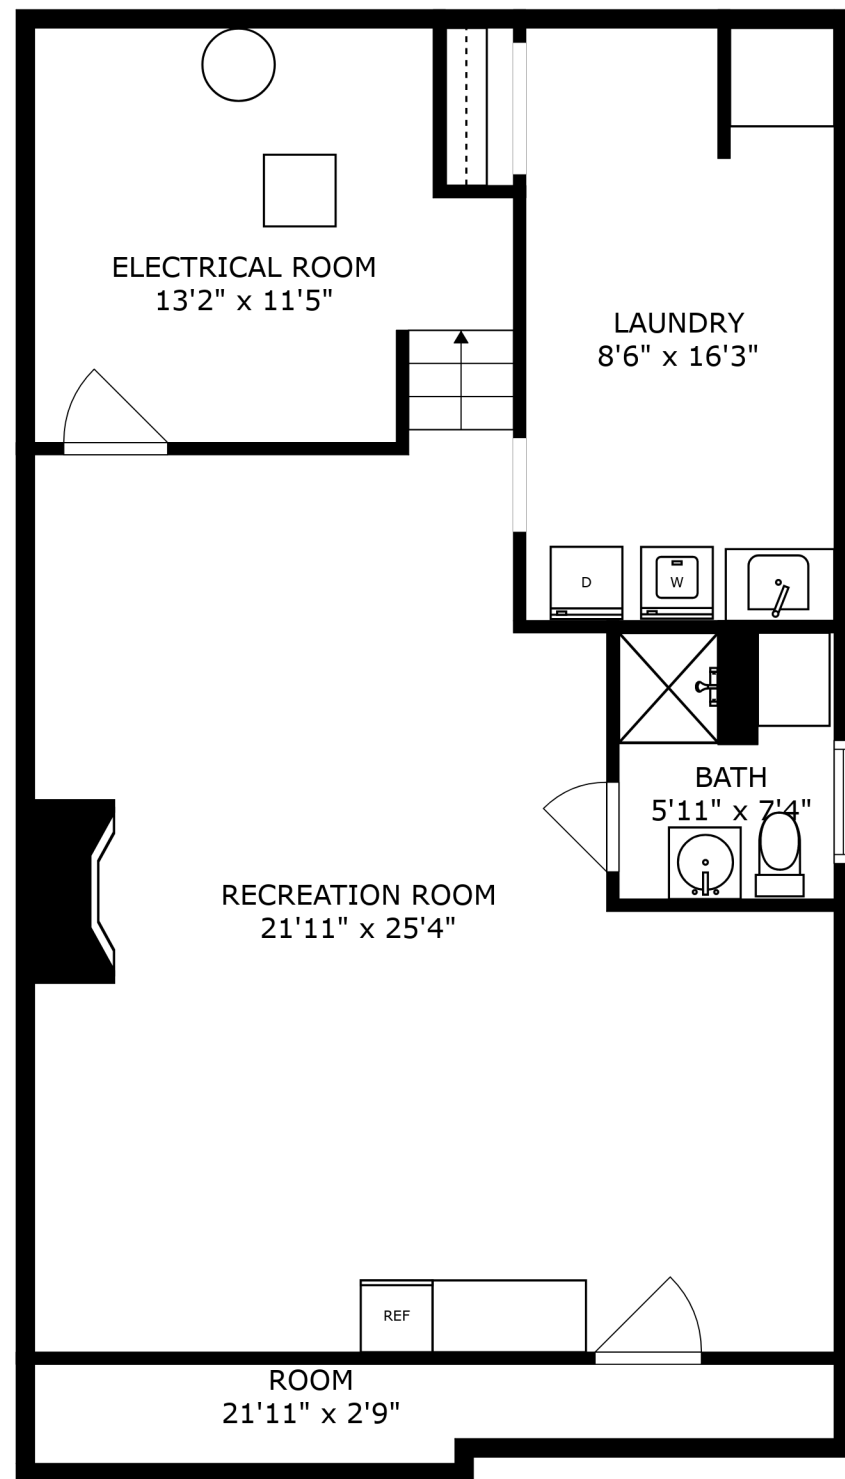 ELECTRICAL ROOM
13'2" x 11'5"
LAUNDRY
8'6" x 16'3"
D
W
BATH
5'11" x 7'4"
RECREATION ROOM
21'11" x 25'4"
REF
ROOM
21'11" x 2'9"